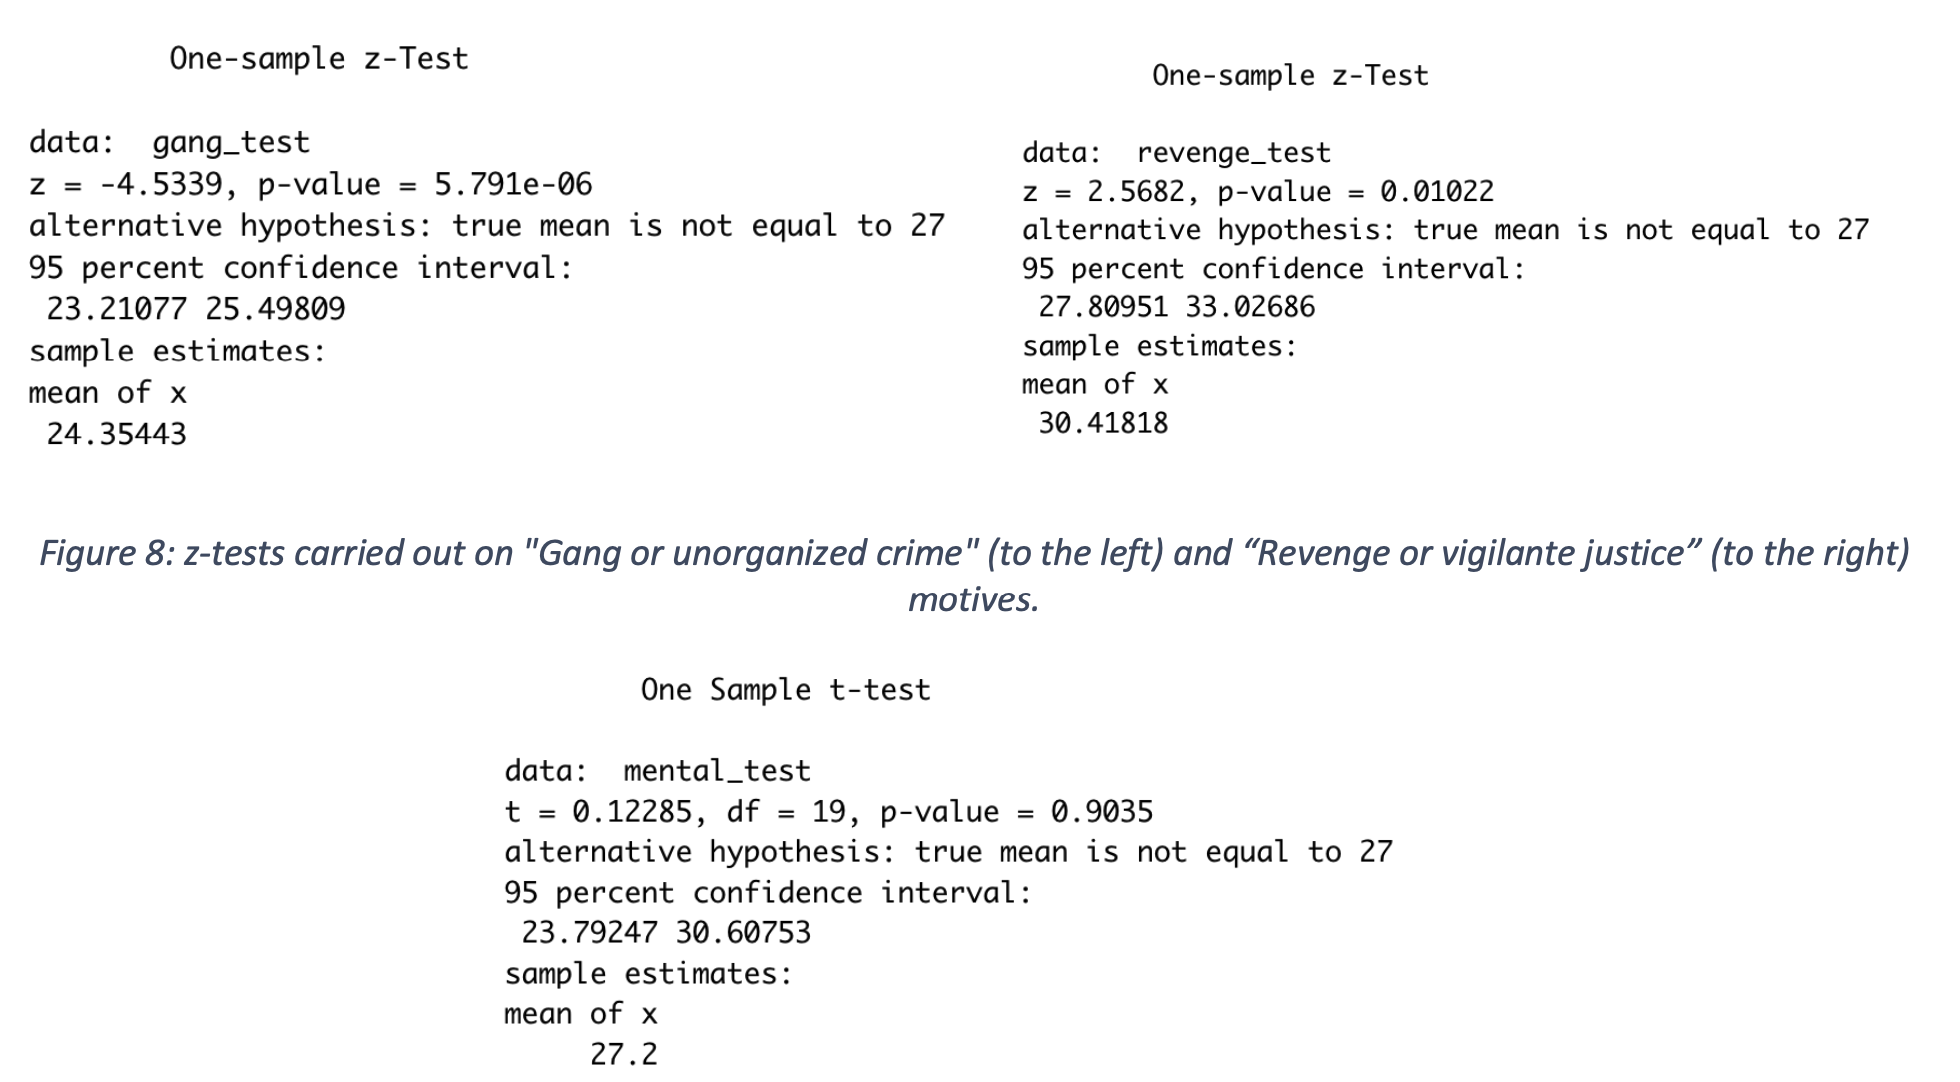 One-sample z-Test
data:  gang_test
z = -4.5339, p-value = 5.791e-06
alternative hypothesis: true mean is not equal to 27
95 percent confidence interval:
23.21077 25.49809
sample estimates:
mean of x
24.35443
One-sample z-Test
data:  revenge_test
z = 2.5682, p-value = 0.01022
alternative hypothesis: true mean is not equal to 27
95 percent confidence interval:
27.80951 33.02686
sample estimates:
mean of x
30.41818
Figure 8: z-tests carried out on "Gang or unorganized crime" (to the left) and “Revenge or vigilante justice” (to the right)
motives.
One Sample t-test
data:  mental_test
t = 0.12285, df = 19, p-value = 0.9035
alternative hypothesis: true mean is not equal to 27
95 percent confidence interval:
23.79247 30.60753
sample estimates:
mean of x
27.2